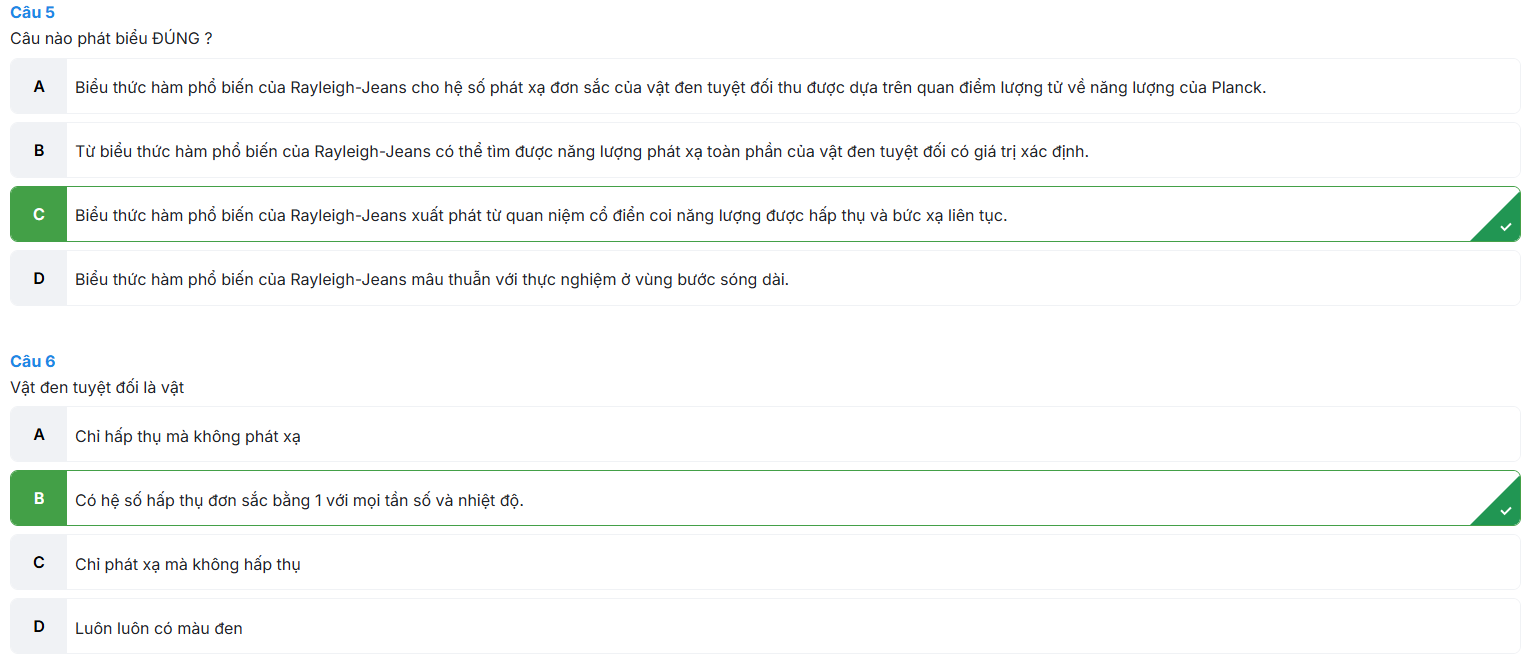 Câu 5
Câu nào phát biểu ĐÚNG ?
A Biểu thức hàm phổ biến của Rayleigh-Jeans cho hệ số phát xạ đơn sắc của vật đen tuyệt đối thu được dựa trên quan điểm lượng tử về năng lượng của Planck.
B Từ biểu thức hàm phổ biến của Rayleigh-Jeans có thể tìm được năng lượng phát xạ toàn phần của vật đen tuyệt đối có giá trị xác định.
C Biểu thức hàm phổ biến của Rayleigh-Jeans xuất phát từ quan niệm cổ điển coi năng lượng được hấp thụ và bức xạ liên tục.
D Biểu thức hàm phổ biến của Rayleigh-Jeans mâu thuẫn với thực nghiệm ở vùng bước sóng dài.
Câu 6
Vật đen tuyệt đối là vật
A Chỉ hấp thụ mà không phát xạ
B Có hệ số hấp thụ đơn sắc bằng 1 với mọi tần số và nhiệt độ.
C Chỉ phát xạ mà không hấp thụ
D Luôn luôn có màu đen